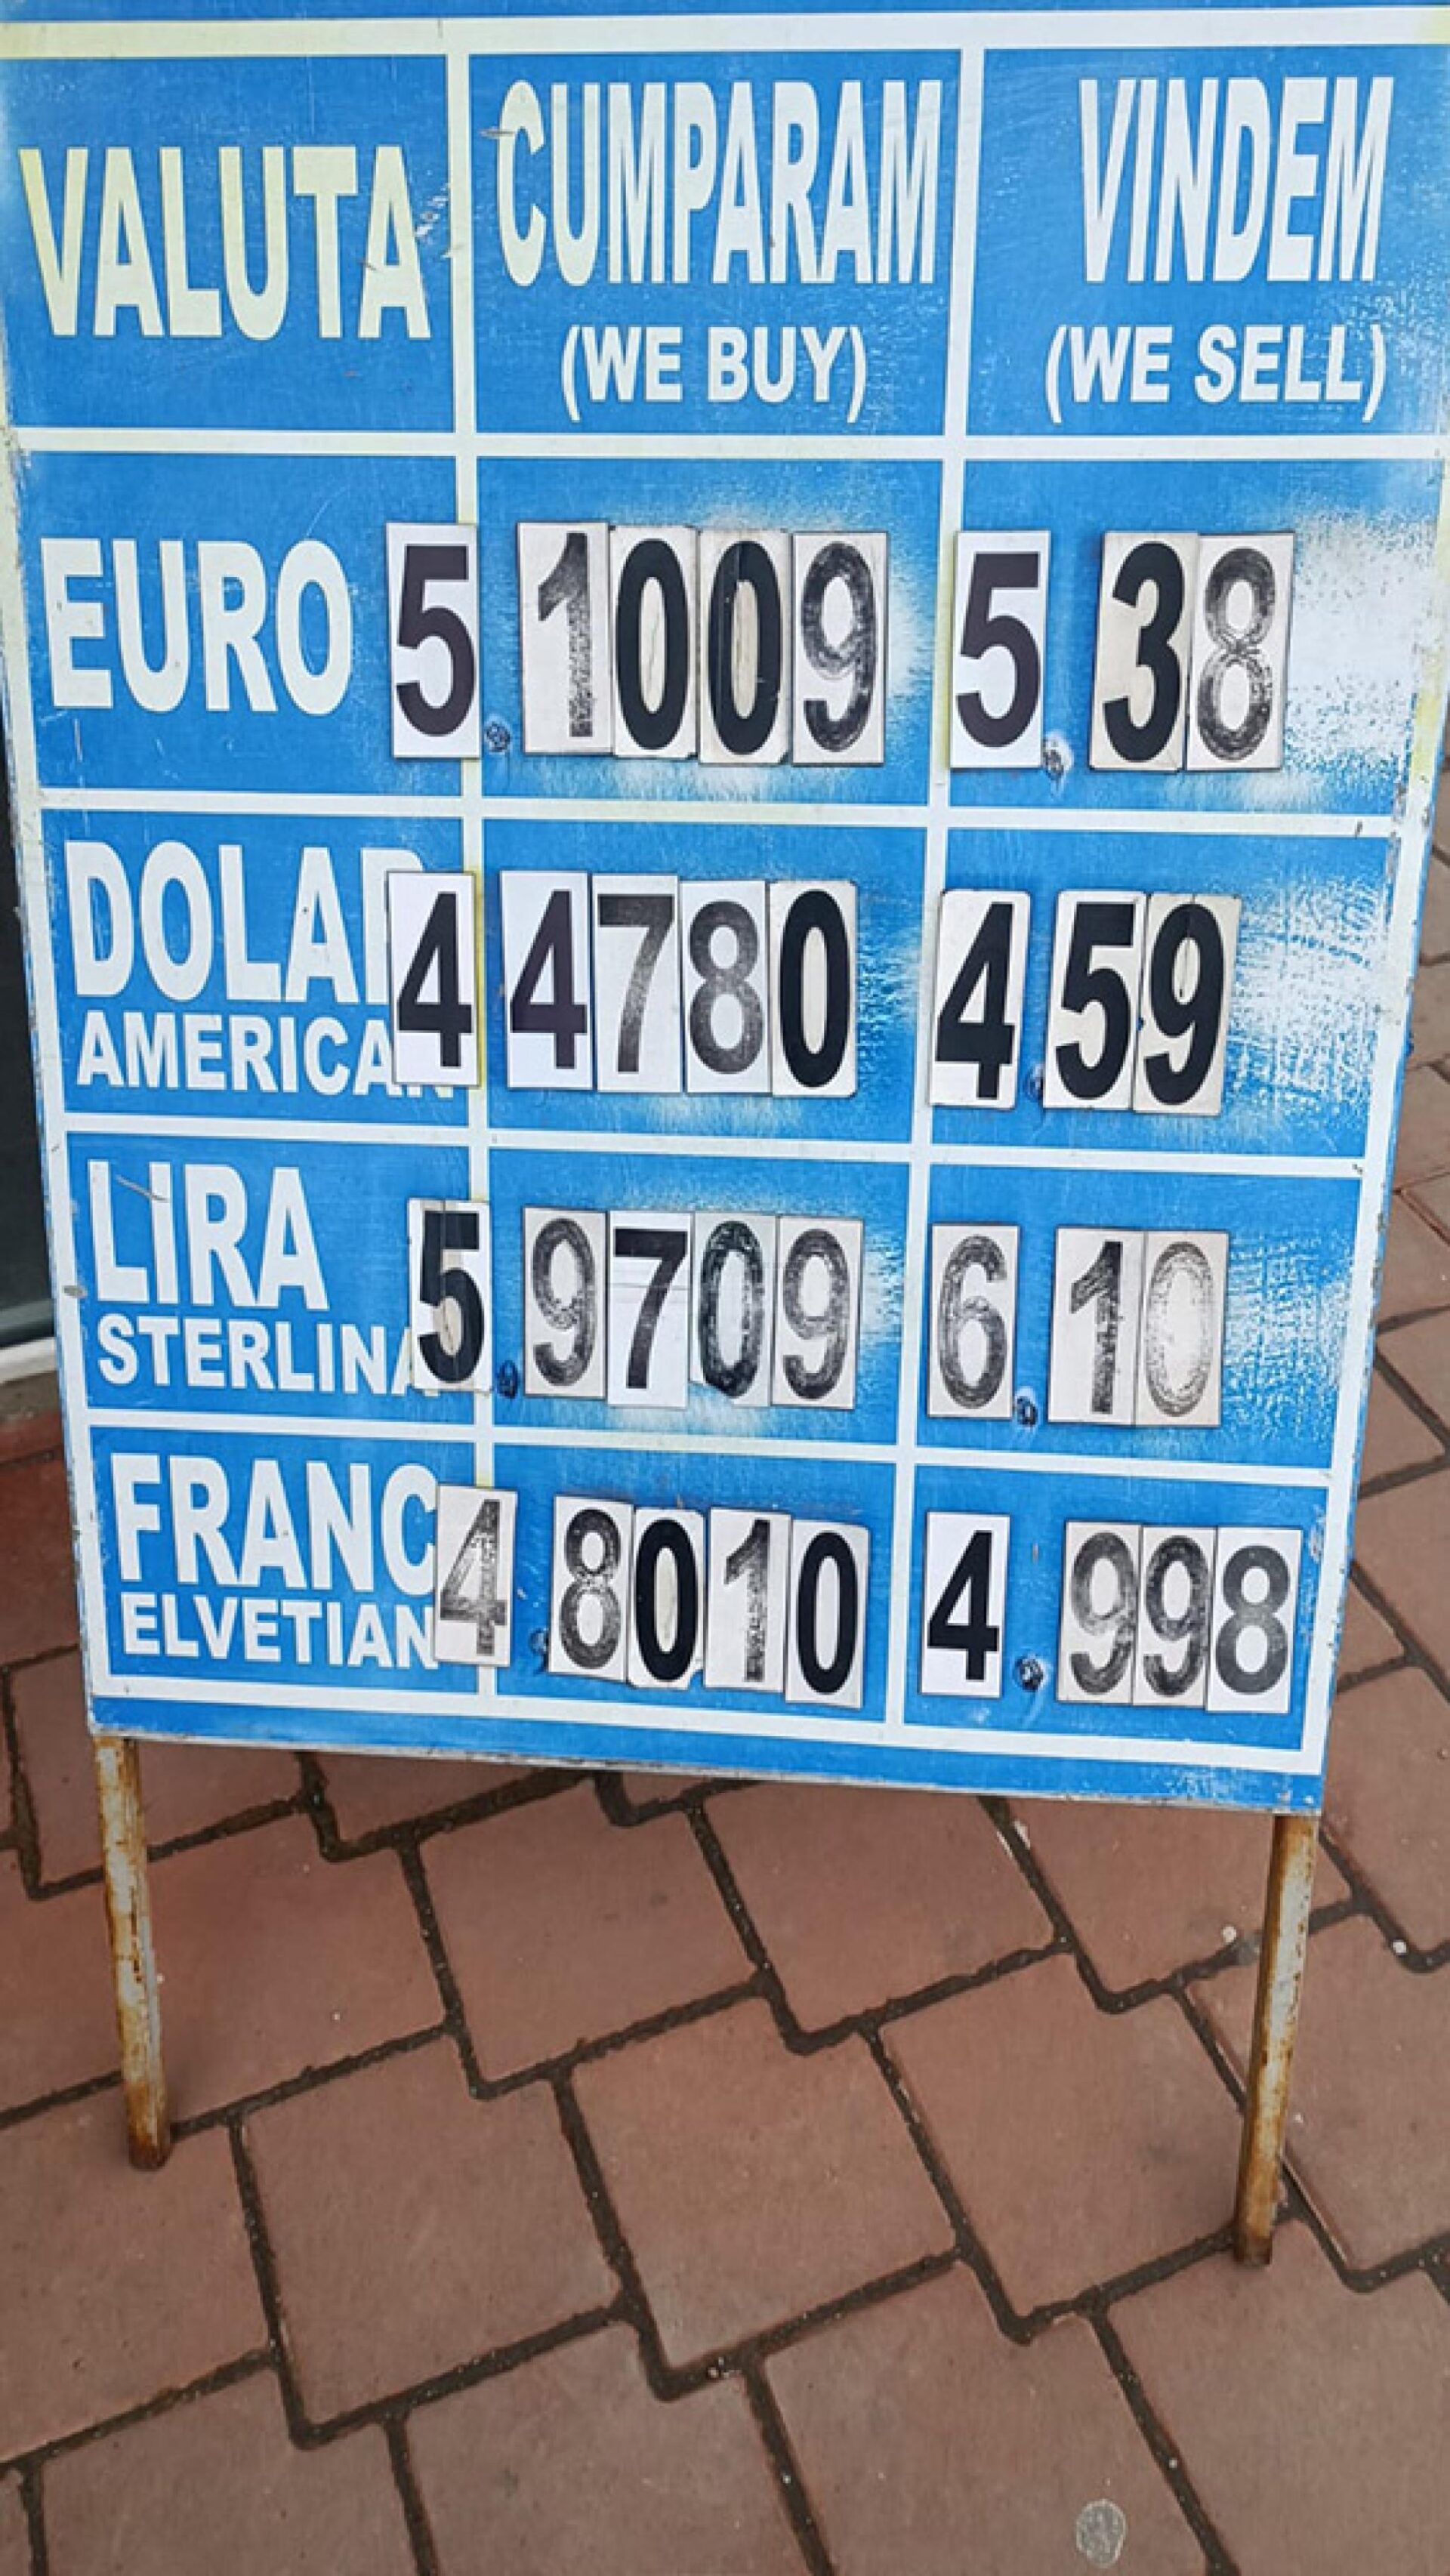 VALUTA CUMPARAM VINDEM
(WE BUY) (WE SELL)
EURO 5.1009 5.38
DOLAR 4 4780 4.59
AMERICAN
LIRA 5.9709 6.10
STERLINA
FRANC 4.8010 4.998
ELVETIAN